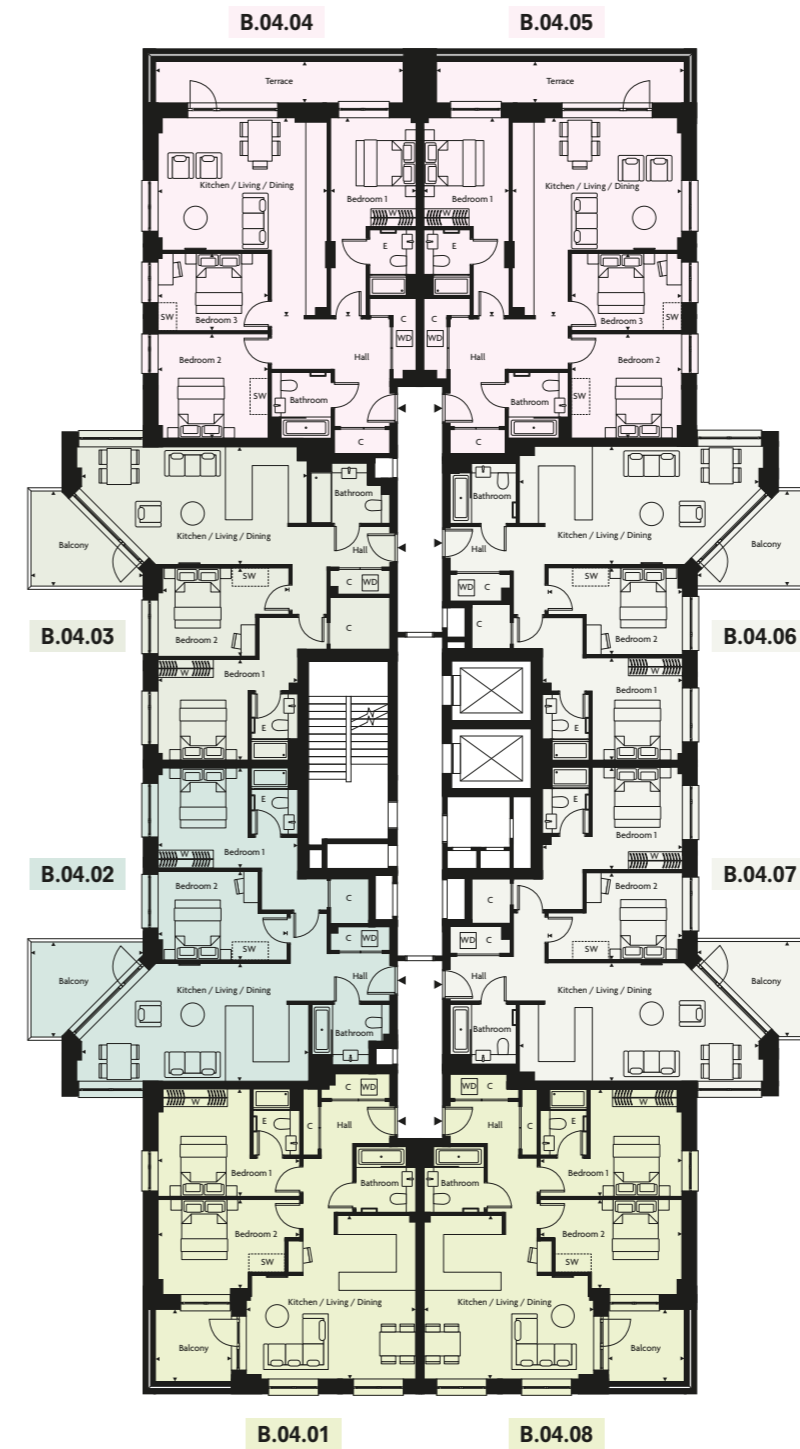 B.04.04
B.04.05
Terrace
Terrace
Kitchen / Living / Dining
Bedroom 1
Bedroom 1
Kitchen / Living / Dining
W
W
E
E
SW
Bedroom 3
C
WD
C
WD
Bedroom 3
SW
Bedroom 2
Hall
Hall
Bedroom 2
SW
Bathroom
Bathroom
SW
C
C
Bathroom
Bathroom
Kitchen / Living / Dining
Kitchen / Living / Dining
Balcony
Hall
Hall
Balcony
SW
C
WD
WD
C
SW
B.04.03
Bedroom 2
C
C
Bedroom 2
B.04.06
W
Bedroom 1
Bedroom 1
W
E
E
E
E
W
Bedroom 1
Bedroom 1
W
B.04.02
Bedroom 2
C
C
Bedroom 2
B.04.07
SW
C
WD
WD
C
SW
Balcony
Hall
Hall
Balcony
Kitchen / Living / Dining
Kitchen / Living / Dining
Bathroom
Bathroom
C
WD
WD
C
W
E
C
Hall
Hall
C
E
W
Bedroom 1
Bathroom
Bathroom
Bedroom 1
Bedroom 2
Bedroom 2
SW
SW
Kitchen / Living / Dining
Kitchen / Living / Dining
Balcony
Balcony
B.04.01
B.04.08